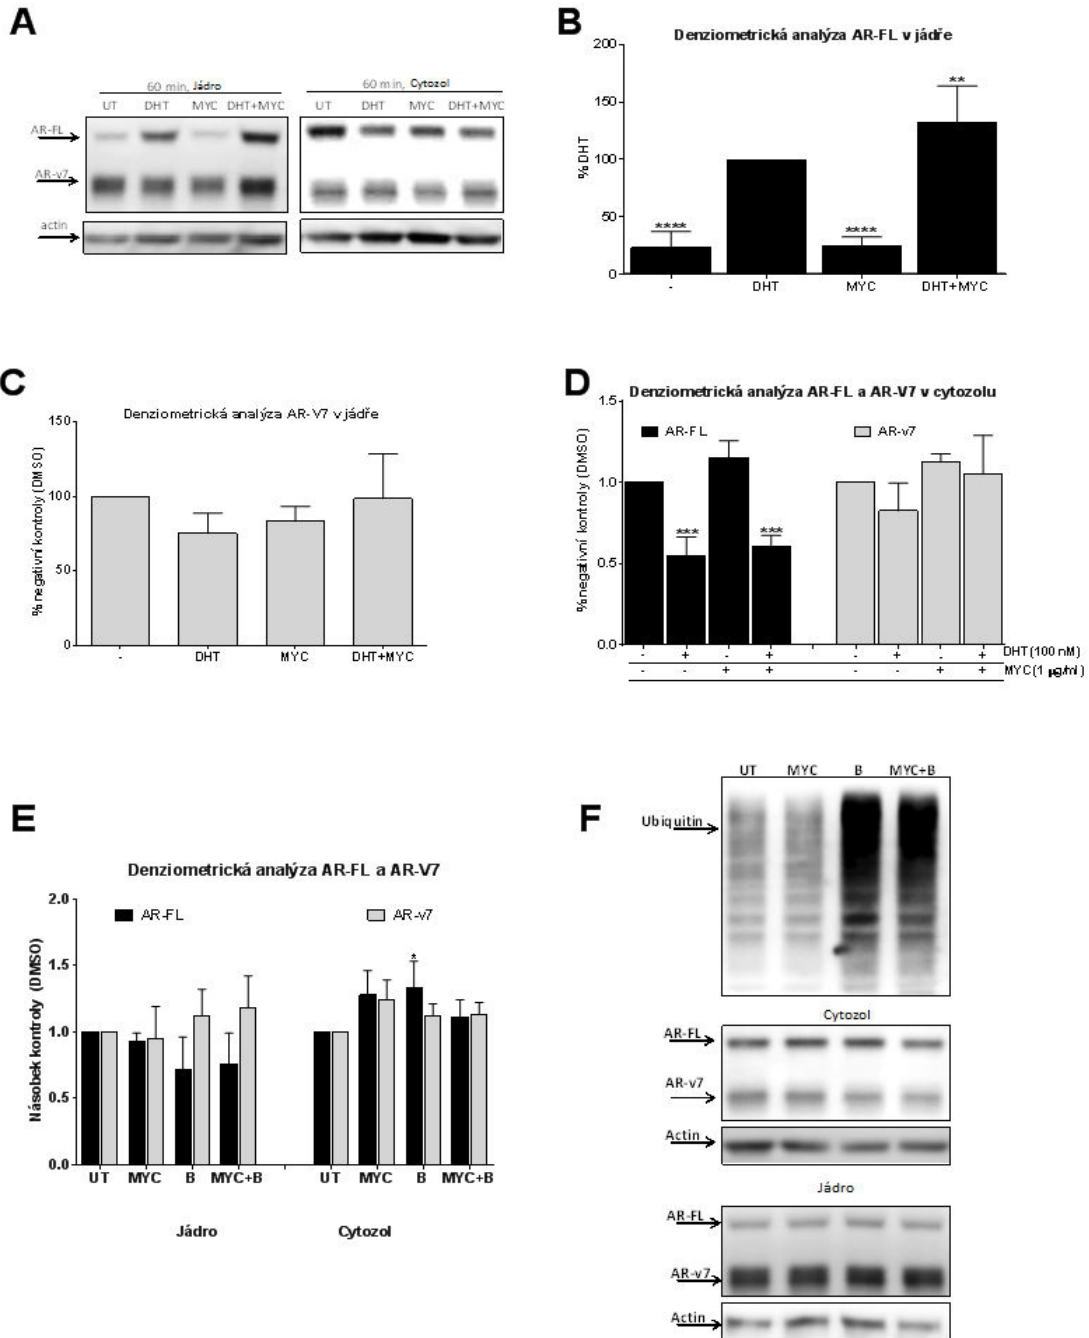 A
60 min, Jádro
60 min, Cytozol
UT DHT MYC DHT+MYC
UT DHT MYC DHT+MYC
AR-FL
AR-v7
actin
B
Denziometrická analýza AR-FL v jádře
200
150
100
50
0
%DHT
****
****
**
- DHT MYC DHT+MYC
C
Denziometrická analýza AR-V7 v jádře
150
100
50
0
% negativní kontroly (DMSO)
- DHT MYC DHT+MYC
D
Denziometrická analýza AR-FL a AR-V7 v cytozolu
1.5
1.0
0.5
0.0
% negativní kontroly (DMSO)
AR-FL
AR-v7
***
***
- + - + - + - + DHT(100 nM)
- - + + - - + + MYC(1 µg/ml)
E
Denziometrická analýza AR-FL a AR-V7
2.0
1.5
1.0
0.5
0.0
Násobek kontroly (DMSO)
AR-FL
AR-v7
*
UT MYC B MYC+B UT MYC B MYC+B
Jádro Cytozol
F
UT MYC B MYC+B
Ubiquitin
Cytozol
AR-FL
AR-v7
Actin
Jádro
AR-FL
AR-v7
Actin